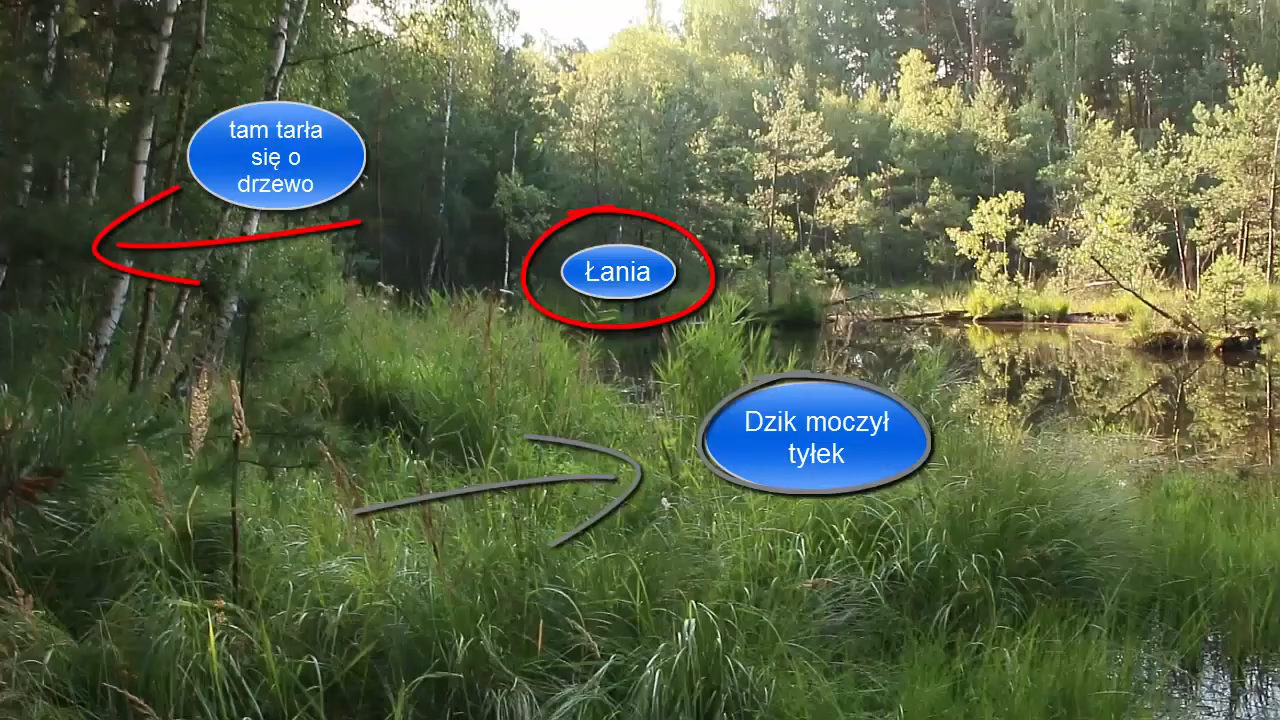 tam tarła
się o
drzewo
Łania
Dzik moczył
tyłek